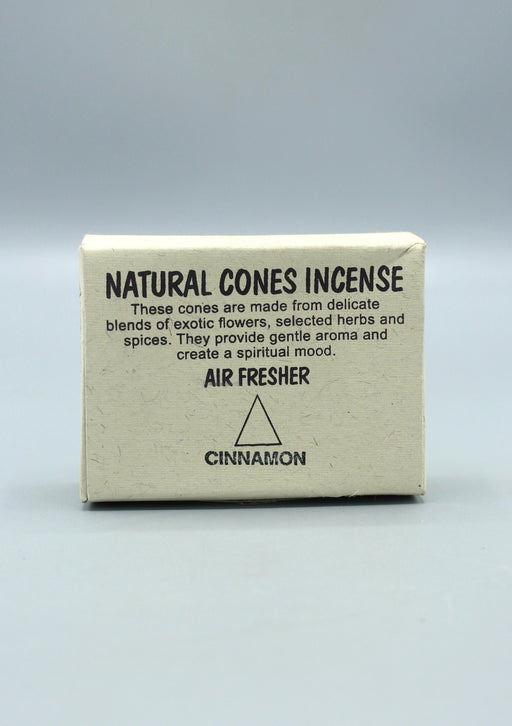 NATURAL CONES INCENSE
These cones are made from delicate
blends of exotic flowers, selected herbs and
spices. They provide gentle aroma and
create a spiritual mood.
AIR FRESHER
CINNAMON